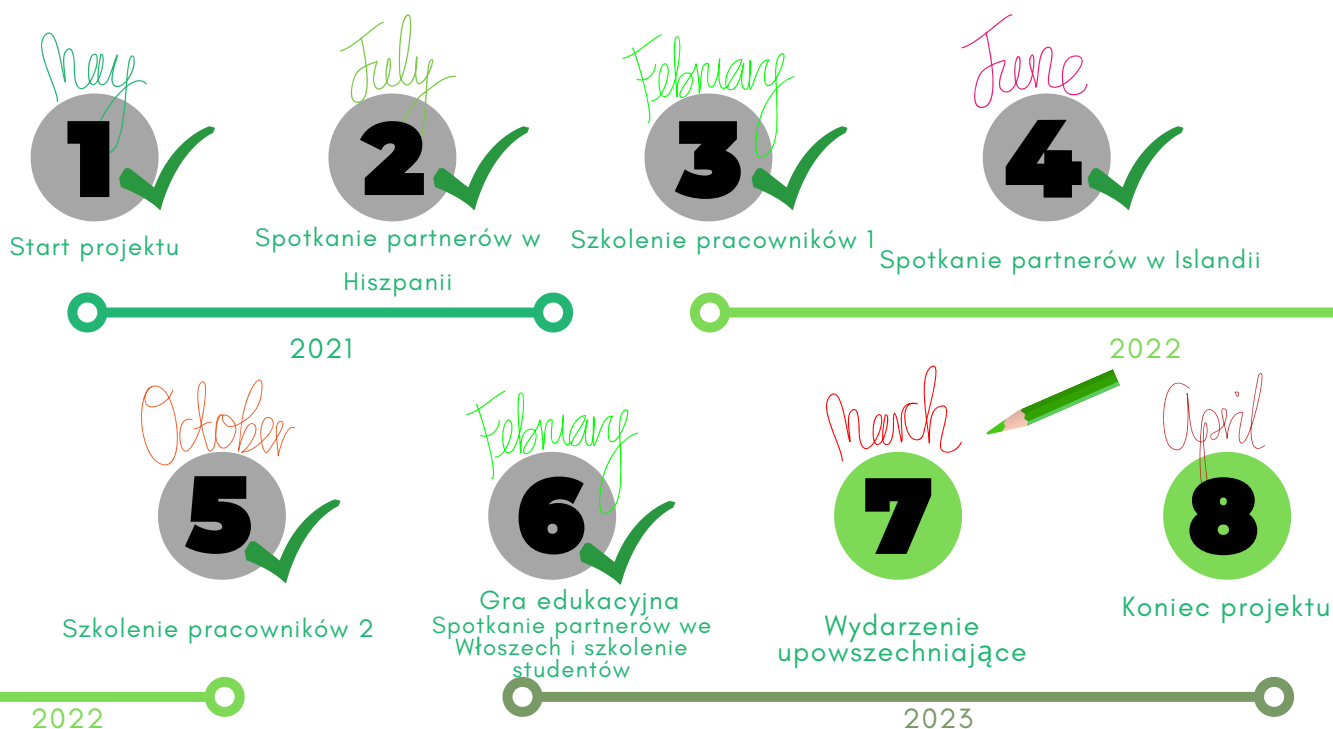 May
1
Start projektu
July
2
Spotkanie partnerów w
Hiszpanii
February
3
Szkolenie pracowników 1
June
4
Spotkanie partnerów w Islandii
2021
2022
October
5
Szkolenie pracowników 2
February
6
Gra edukacyjna
Spotkanie partnerów we
Włoszech i szkolenie
studentów
March
7
Wydarzenie
upowszechniające
April
8
Koniec projektu
2022
2023